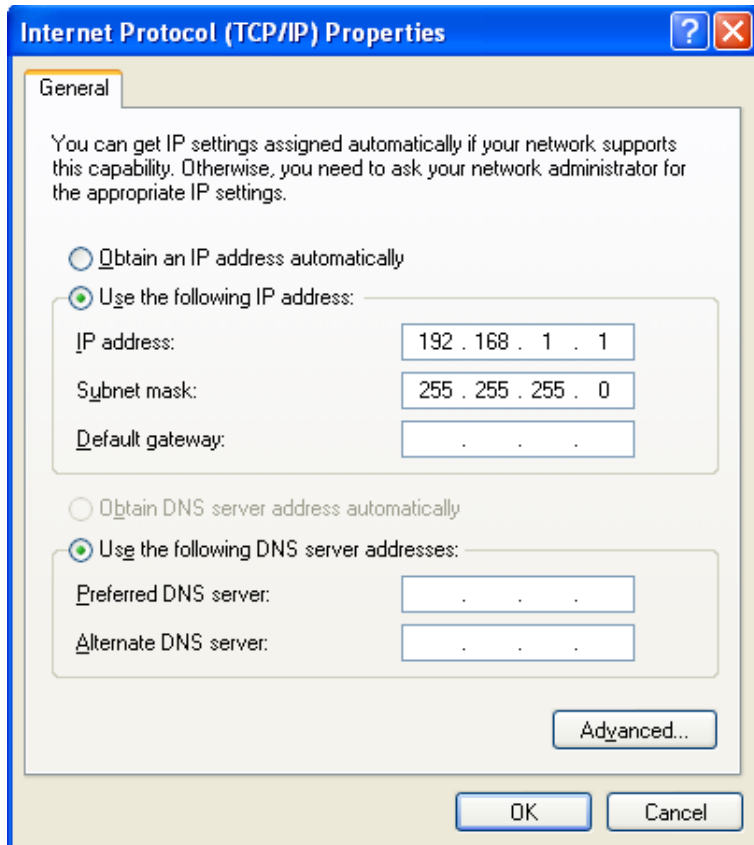 Internet Protocol (TCP/IP) Properties
General
You can get IP settings assigned automatically if your network supports
this capability. Otherwise, you need to ask your network administrator for
the appropriate IP settings.
Obtain an IP address automatically
Use the following IP address:
IP address: 192 . 168 . 1 . 1
Subnet mask: 255 . 255 . 255 . 0
Default gateway: . . .
Obtain DNS server address automatically
Use the following DNS server addresses:
Preferred DNS server: . . .
Alternate DNS server: . . .
Advanced...
OK Cancel